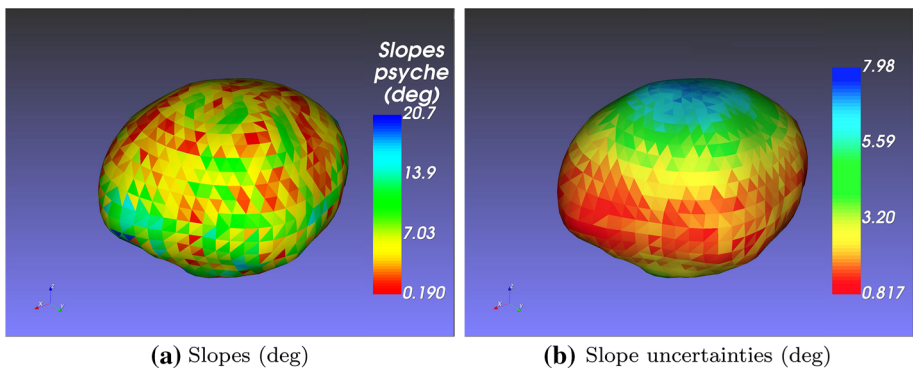 Slopes
psyche
(deg)
20.7
13.9
7.03
0.190
7.98
5.59
3.20
0.817
z
x
y
z
x
y
(a) Slopes (deg)
(b) Slope uncertainties (deg)